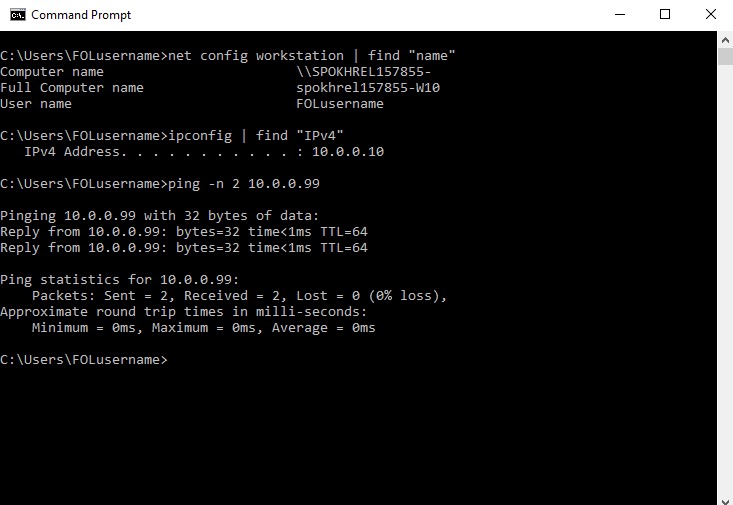 Command Prompt
C:\Users\FOLusername>net config workstation | find "name"
Computer name                        \\SPOKHREL157855-
Full Computer name                   spokhrel157855-W10
User name                            FOLusername
C:\Users\FOLusername>ipconfig | find "IPv4"
   IPv4 Address. . . . . . . . . . . : 10.0.0.10
C:\Users\FOLusername>ping -n 2 10.0.0.99
Pinging 10.0.0.99 with 32 bytes of data:
Reply from 10.0.0.99: bytes=32 time<1ms TTL=64
Reply from 10.0.0.99: bytes=32 time<1ms TTL=64
Ping statistics for 10.0.0.99:
    Packets: Sent = 2, Received = 2, Lost = 0 (0% loss),
Approximate round trip times in milli-seconds:
    Minimum = 0ms, Maximum = 0ms, Average = 0ms
C:\Users\FOLusername>